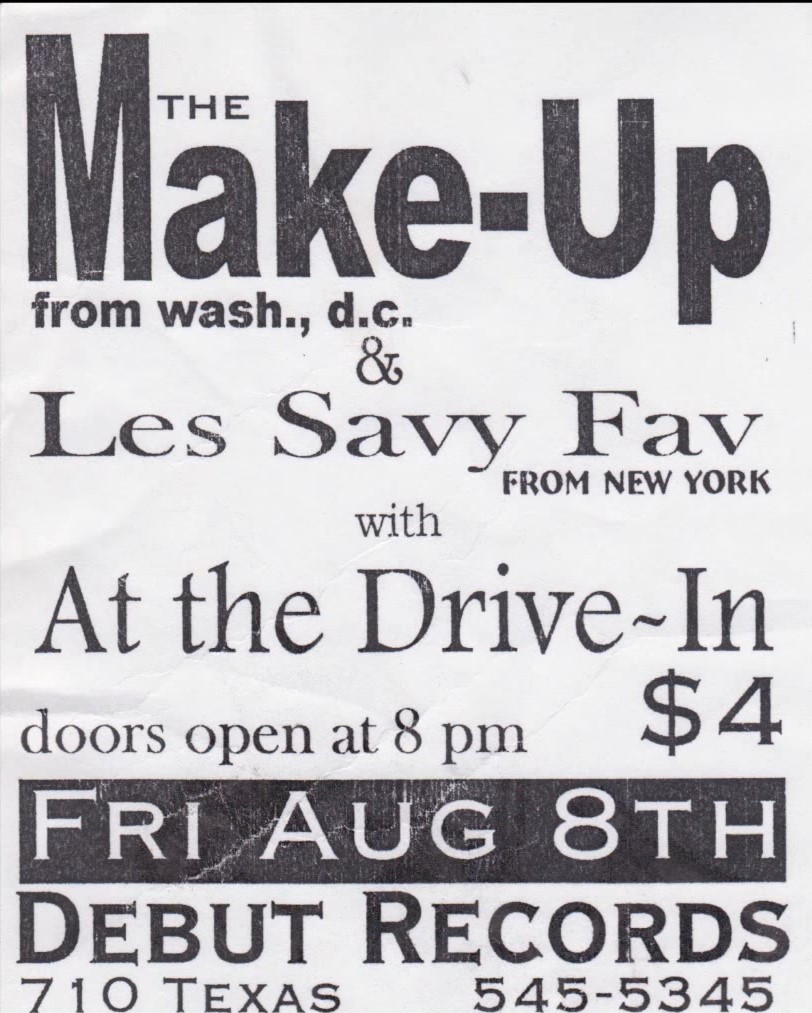 THE
Make-Up
from wash., d.c.
&
Les Savy Fav
FROM NEW YORK
with
At the Drive~In
$4
doors open at 8 pm
FRI AUG 8TH
DEBUT RECORDS
710 TEXAS 545-5345